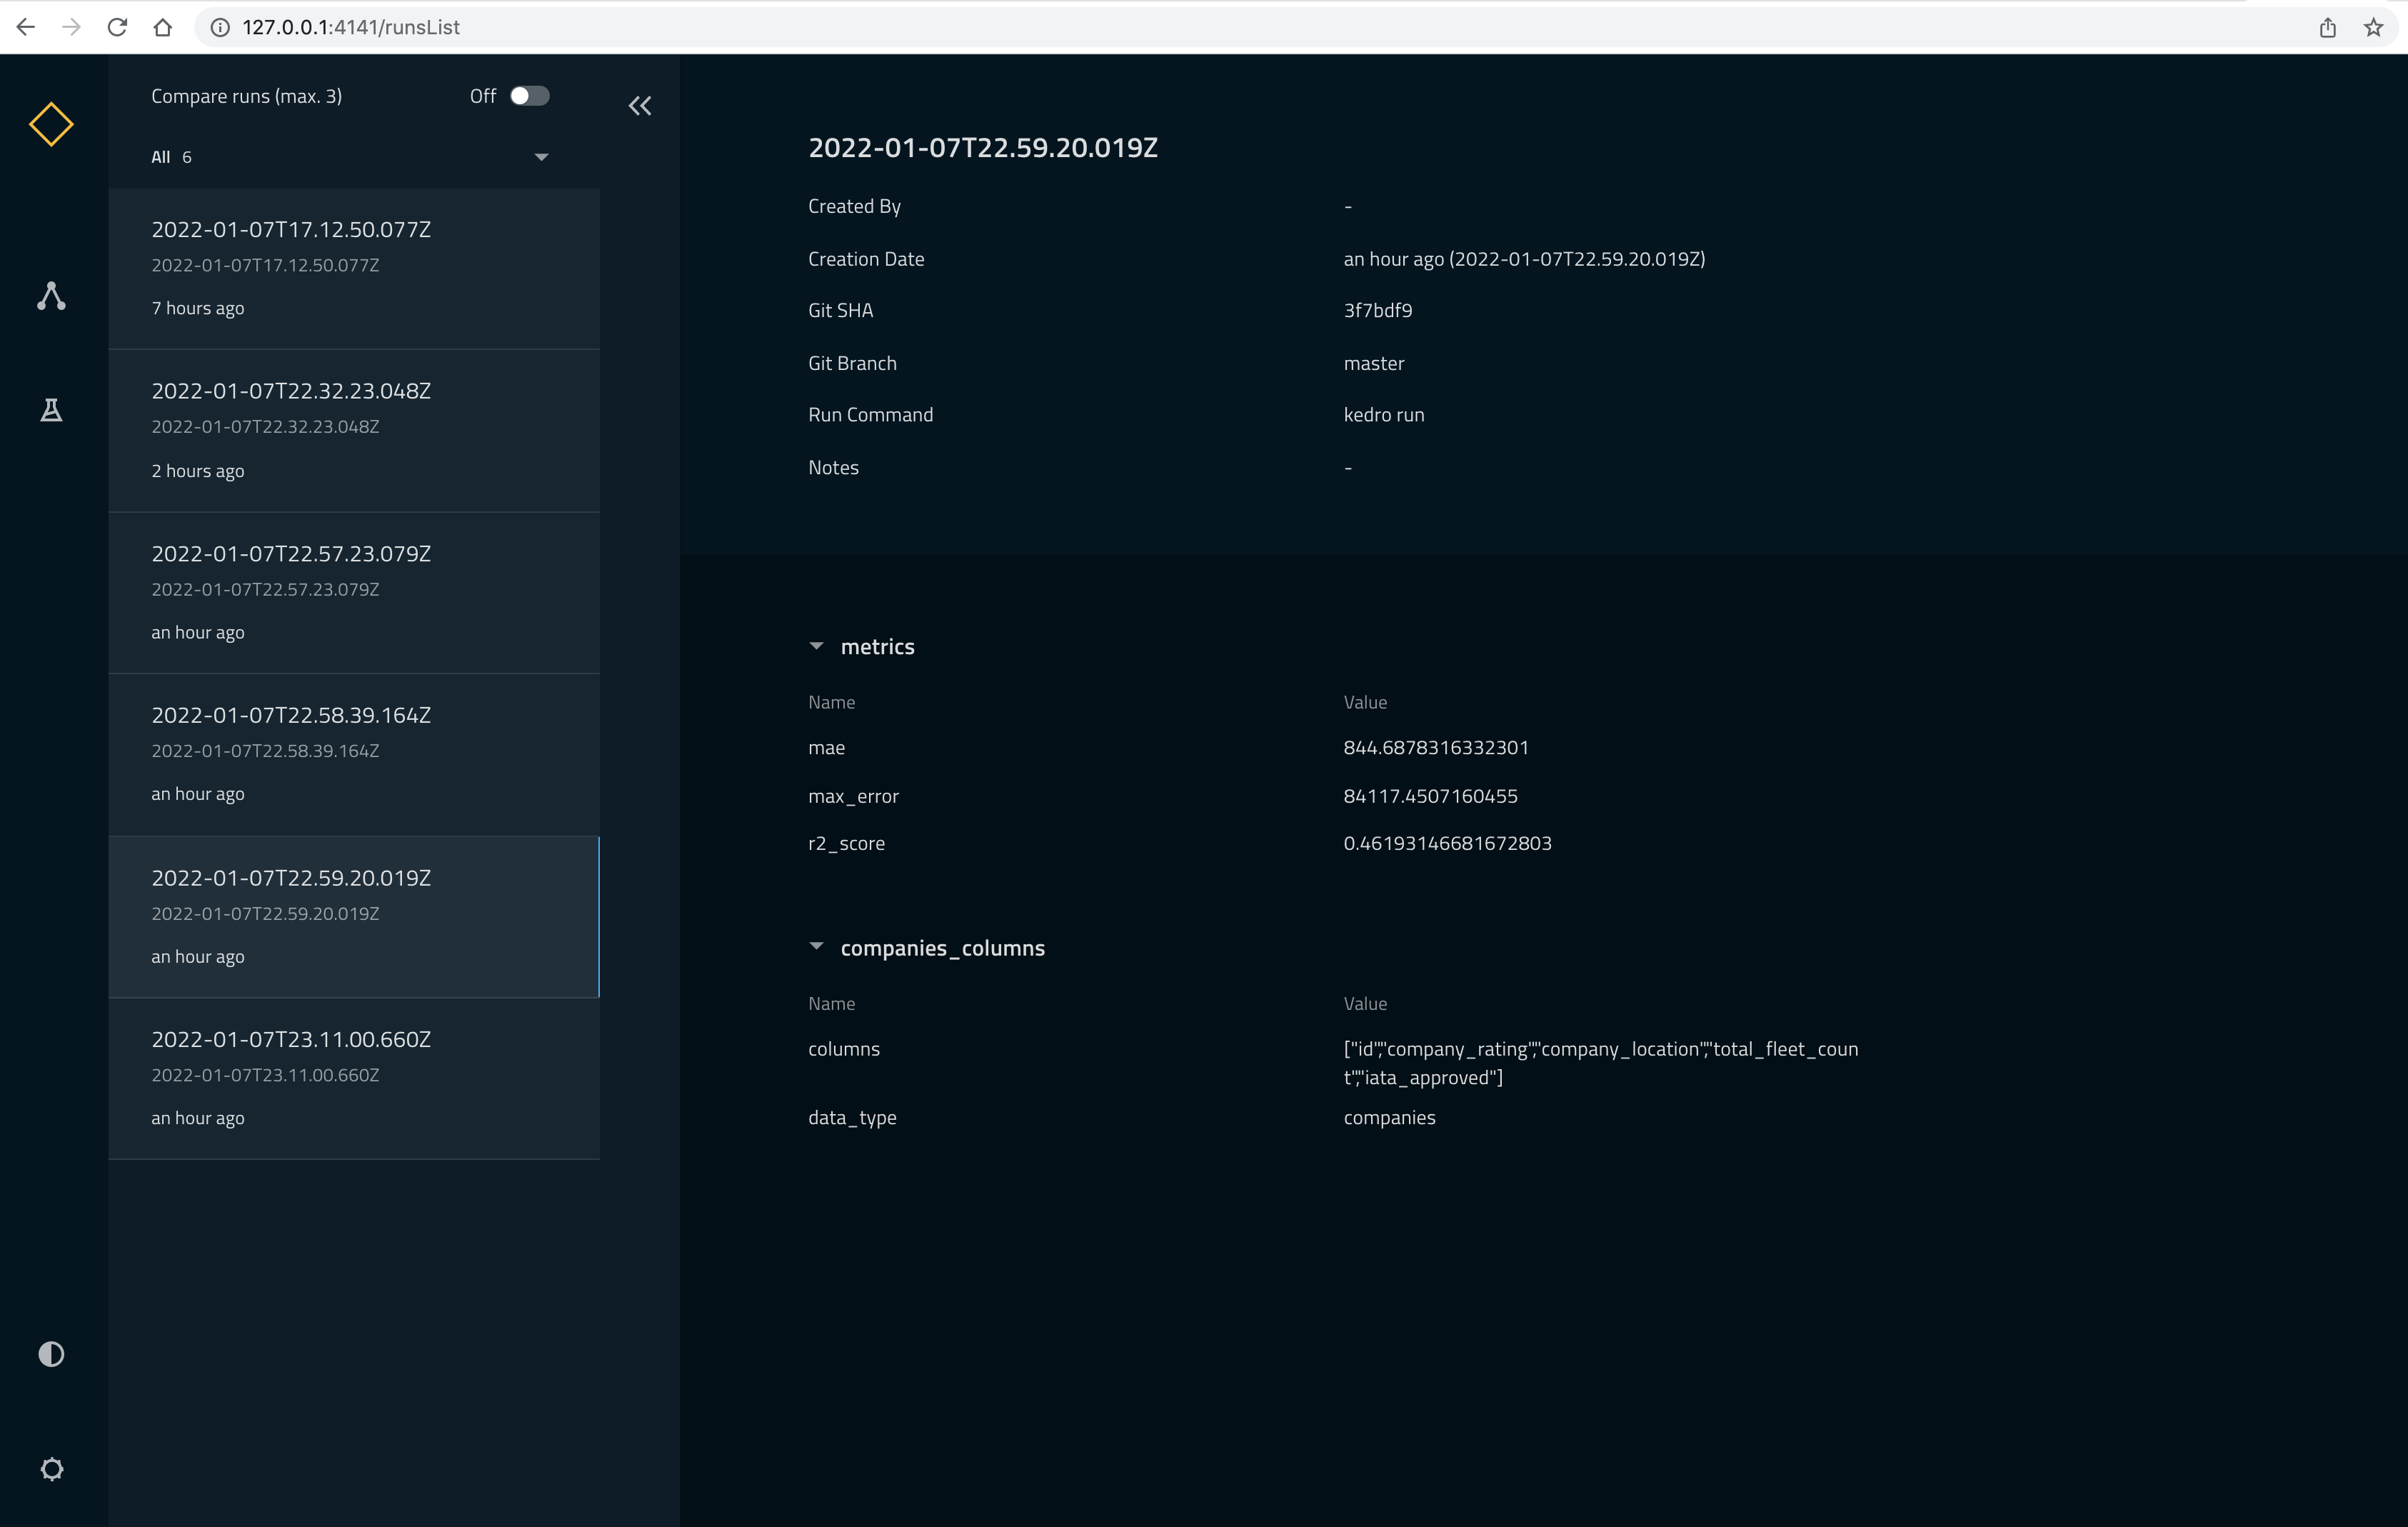 127.0.0.1:4141/runsList
Compare runs (max. 3)
Off
All 6
2022-01-07T17.12.50.077Z
2022-01-07T17.12.50.077Z
7 hours ago
2022-01-07T22.32.23.048Z
2022-01-07T22.32.23.048Z
2 hours ago
2022-01-07T22.57.23.079Z
2022-01-07T22.57.23.079Z
an hour ago
2022-01-07T22.58.39.164Z
2022-01-07T22.58.39.164Z
an hour ago
2022-01-07T22.59.20.019Z
2022-01-07T22.59.20.019Z
an hour ago
2022-01-07T23.11.00.660Z
2022-01-07T23.11.00.660Z
an hour ago
2022-01-07T22.59.20.019Z
Created By -
Creation Date an hour ago (2022-01-07T22.59.20.019Z)
Git SHA 3f7bdf9
Git Branch master
Run Command kedro run
Notes -
metrics
Name Value
mae 844.6878316332301
max_error 84117.4507160455
r2_score 0.46193146681672803
companies_columns
Name Value
columns ["id","company_rating","company_location","total_fleet_coun
t","iata_approved"]
data_type companies